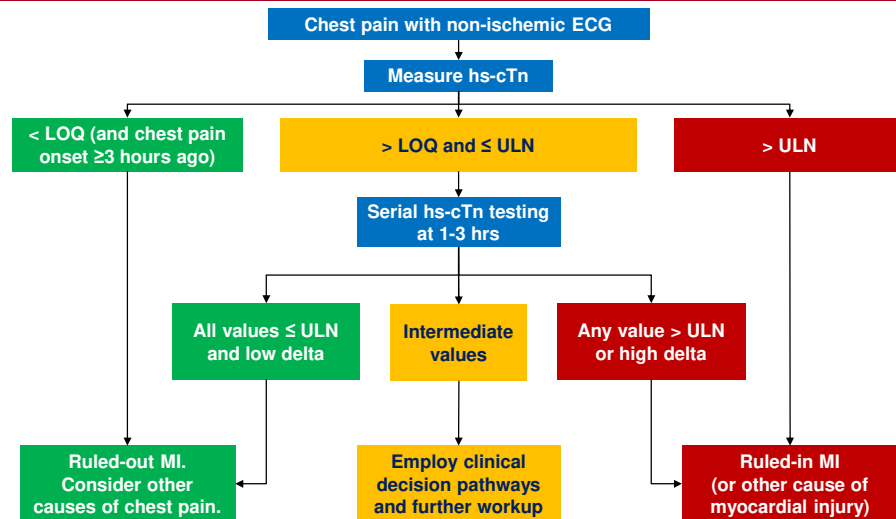 Chest pain with non-ischemic ECG
Measure hs-cTn
< LOQ (and chest pain
onset ≥3 hours ago)
> LOQ and ≤ ULN
> ULN
Serial hs-cTn testing
at 1-3 hrs
All values ≤ ULN
and low delta
Intermediate
values
Any value > ULN
or high delta
Ruled-out MI.
Consider other
causes of chest pain.
Employ clinical
decision pathways
and further workup
Ruled-in MI
(or other cause of
myocardial injury)